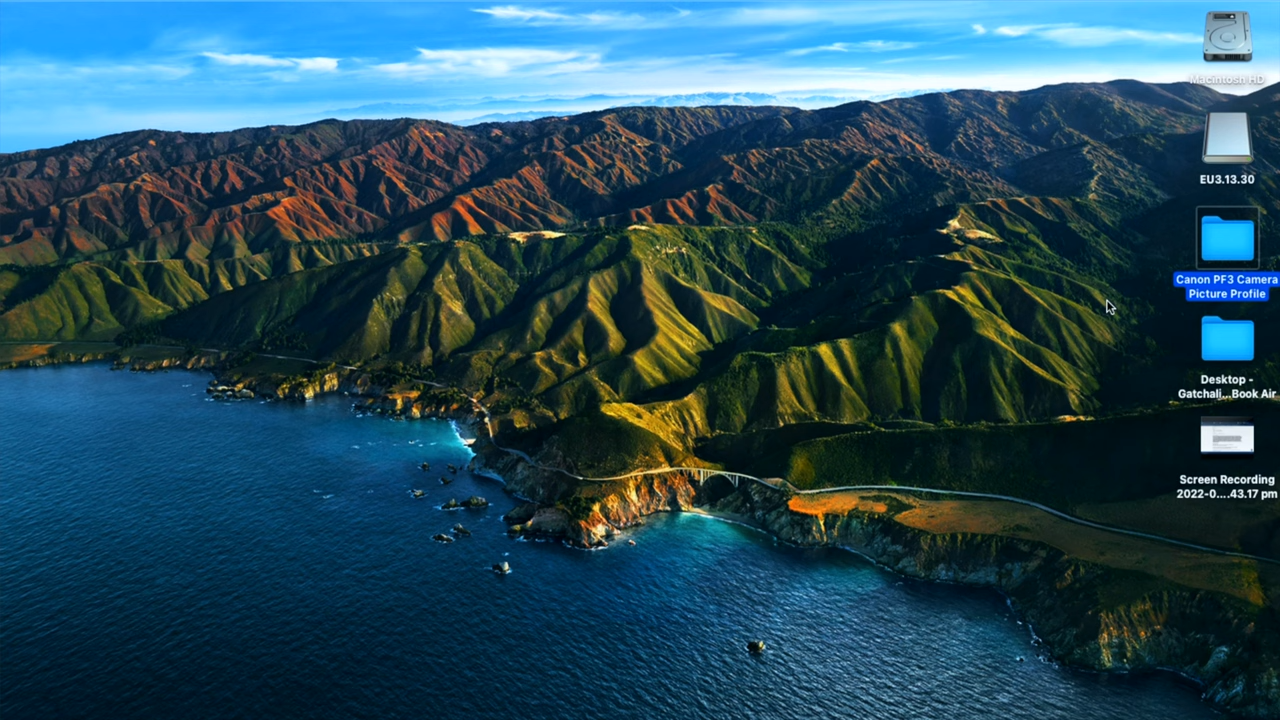 Macintosh HD
EU3.13.30
Canon PF3 Camera
Picture Profile
Desktop -
Gatchali...Book Air
Screen Recording
2022-0....43.17 pm